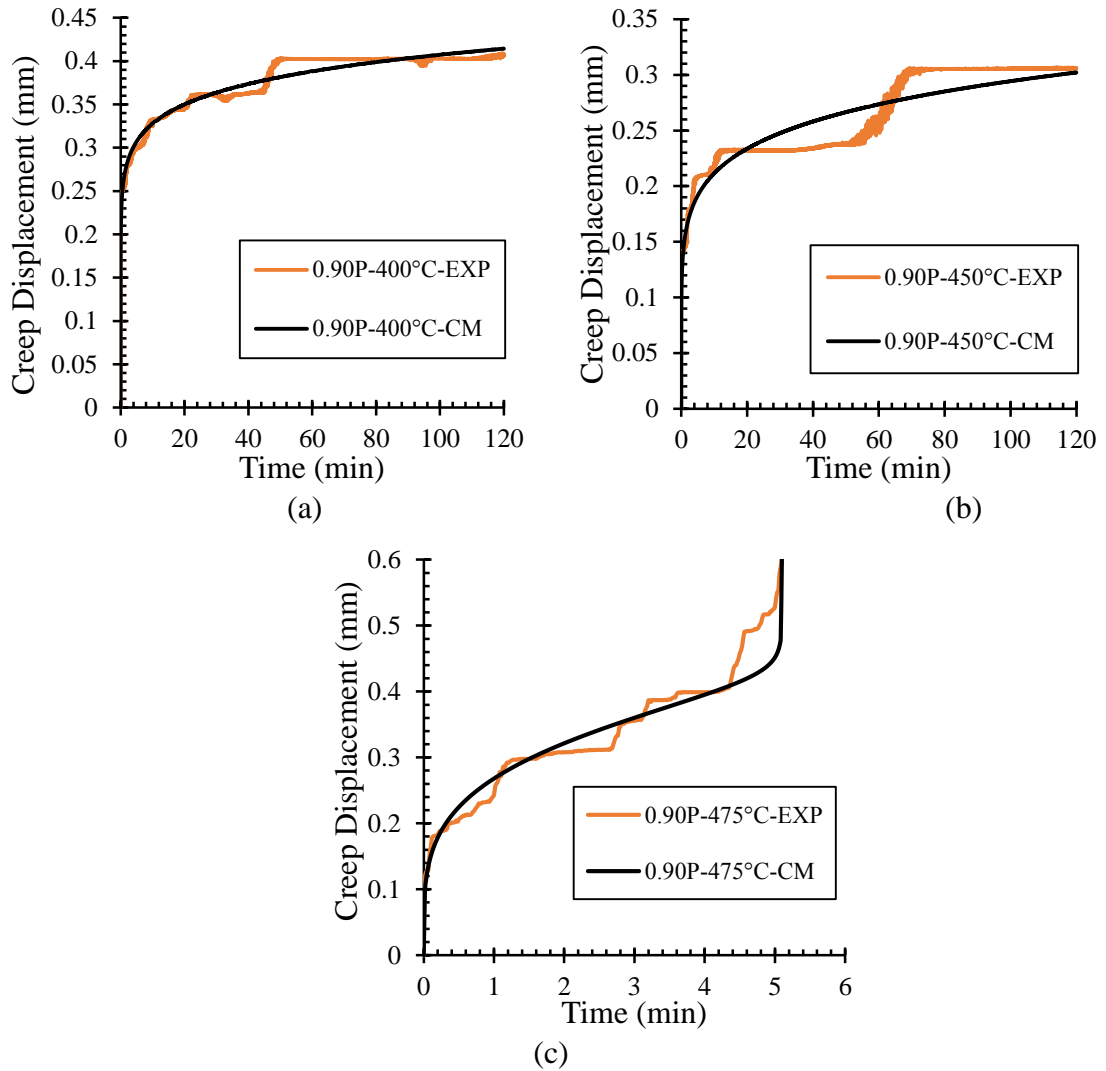 0.45
0.4
0.35
0.3
0.25
0.2
0.15
0.1
0.05
0
Creep Displacement (mm)
0.90P-400°C-EXP
0.90P-400°C-CM
0 20 40 60 80 100 120
Time (min)
(a)
0.35
0.3
0.25
0.2
0.15
0.1
0.05
0
Creep Displacement (mm)
0.90P-450°C-EXP
0.90P-450°C-CM
0 20 40 60 80 100 120
Time (min)
(b)
0.6
0.5
0.4
0.3
0.2
0.1
0
Creep Displacement (mm)
0.90P-475°C-EXP
0.90P-475°C-CM
0 1 2 3 4 5 6
Time (min)
(c)